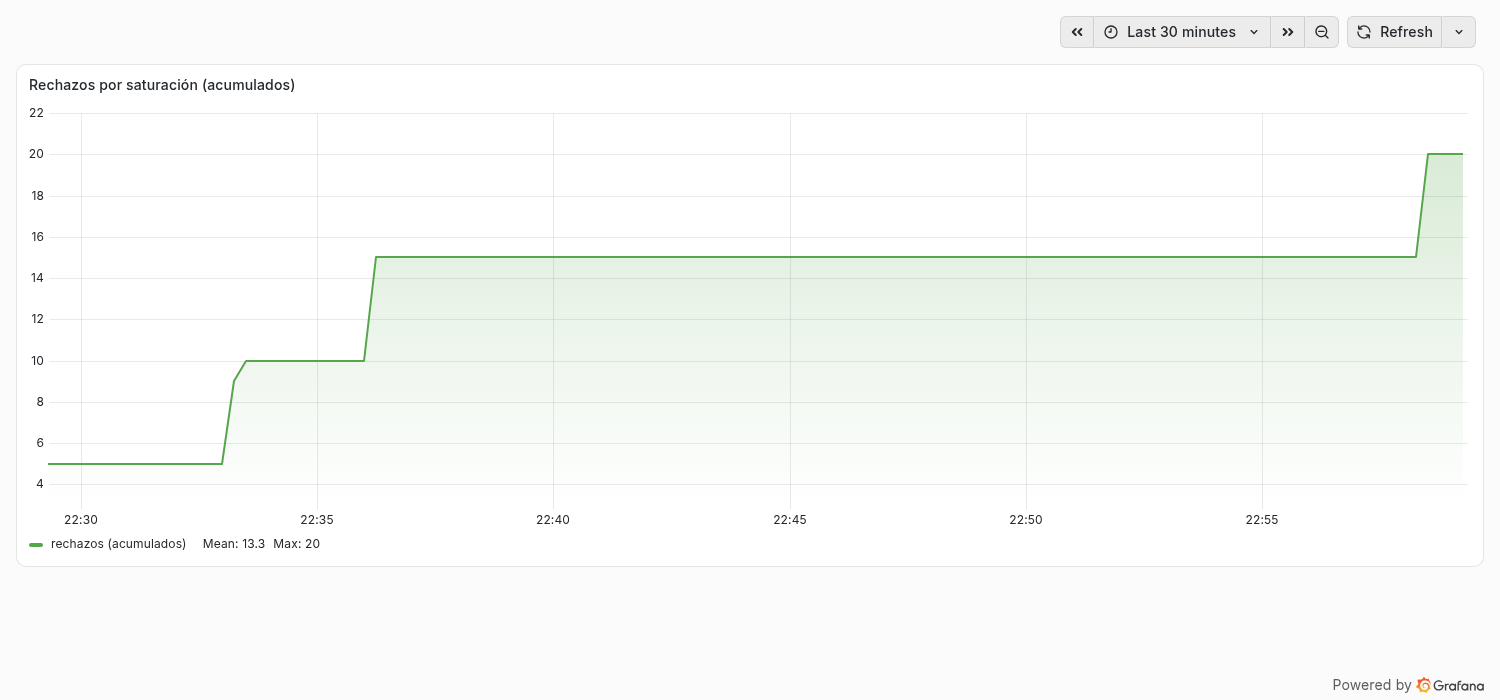 Last 30 minutes
Refresh
Rechazos por saturación (acumulados)
22
20
18
16
14
12
10
8
6
4
22:30 22:35 22:40 22:45 22:50 22:55
rechazos (acumulados) Mean: 13.3 Max: 20
Powered by Grafana